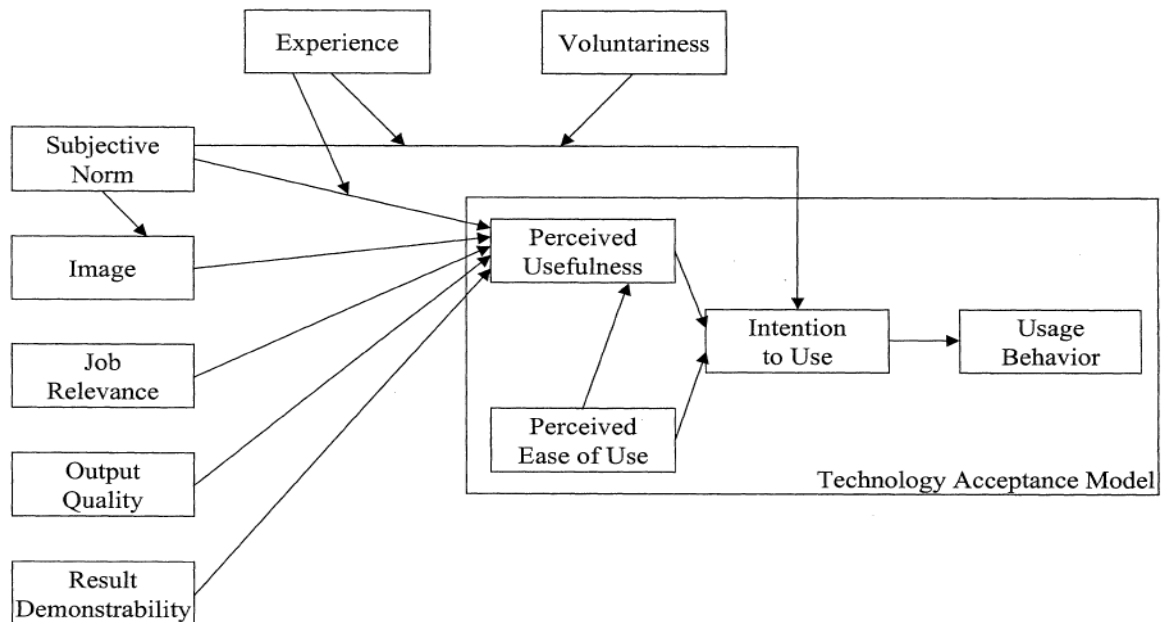 Experience
Voluntariness
Subjective
Norm
Image
Job
Relevance
Output
Quality
Result
Demonstrability
Perceived
Usefulness
Perceived
Ease of Use
Intention
to Use
Usage
Behavior
Technology Acceptance Model